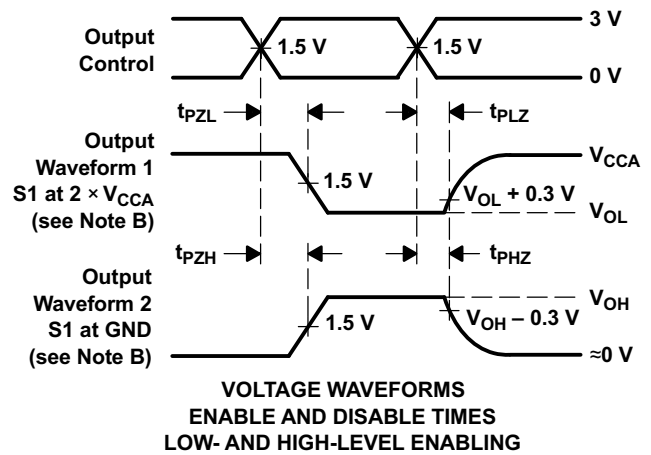 3 V
Output
Control
1.5 V
1.5 V
0 V
tPZL
tPLZ
Output
Waveform 1
S1 at 2 × VCCA
(see Note B)
VCCA
1.5 V
VOL + 0.3 V
VOL
tPZH
tPHZ
Output
Waveform 2
S1 at GND
(see Note B)
VOH
1.5 V
VOH – 0.3 V
≈0 V
VOLTAGE WAVEFORMS
ENABLE AND DISABLE TIMES
LOW- AND HIGH-LEVEL ENABLING